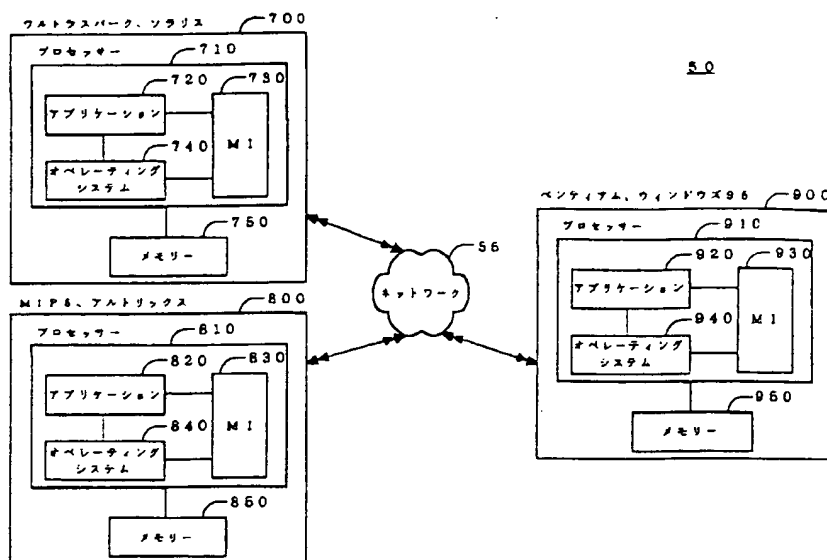 ウルトラスパーク、ソラリス 700
プロセッサー 710
720 730
アプリケーション
MI
740
オペレーティング
システム
750
メモリー
MIPS、アルトリックス 800
プロセッサー 810
820 830
アプリケーション
MI
840
オペレーティング
システム
850
メモリー
55
ネットワーク
50
ペンティアム、ウィンドウズ95 900
プロセッサー 910
920 930
アプリケーション
MI
940
オペレーティング
システム
950
メモリー